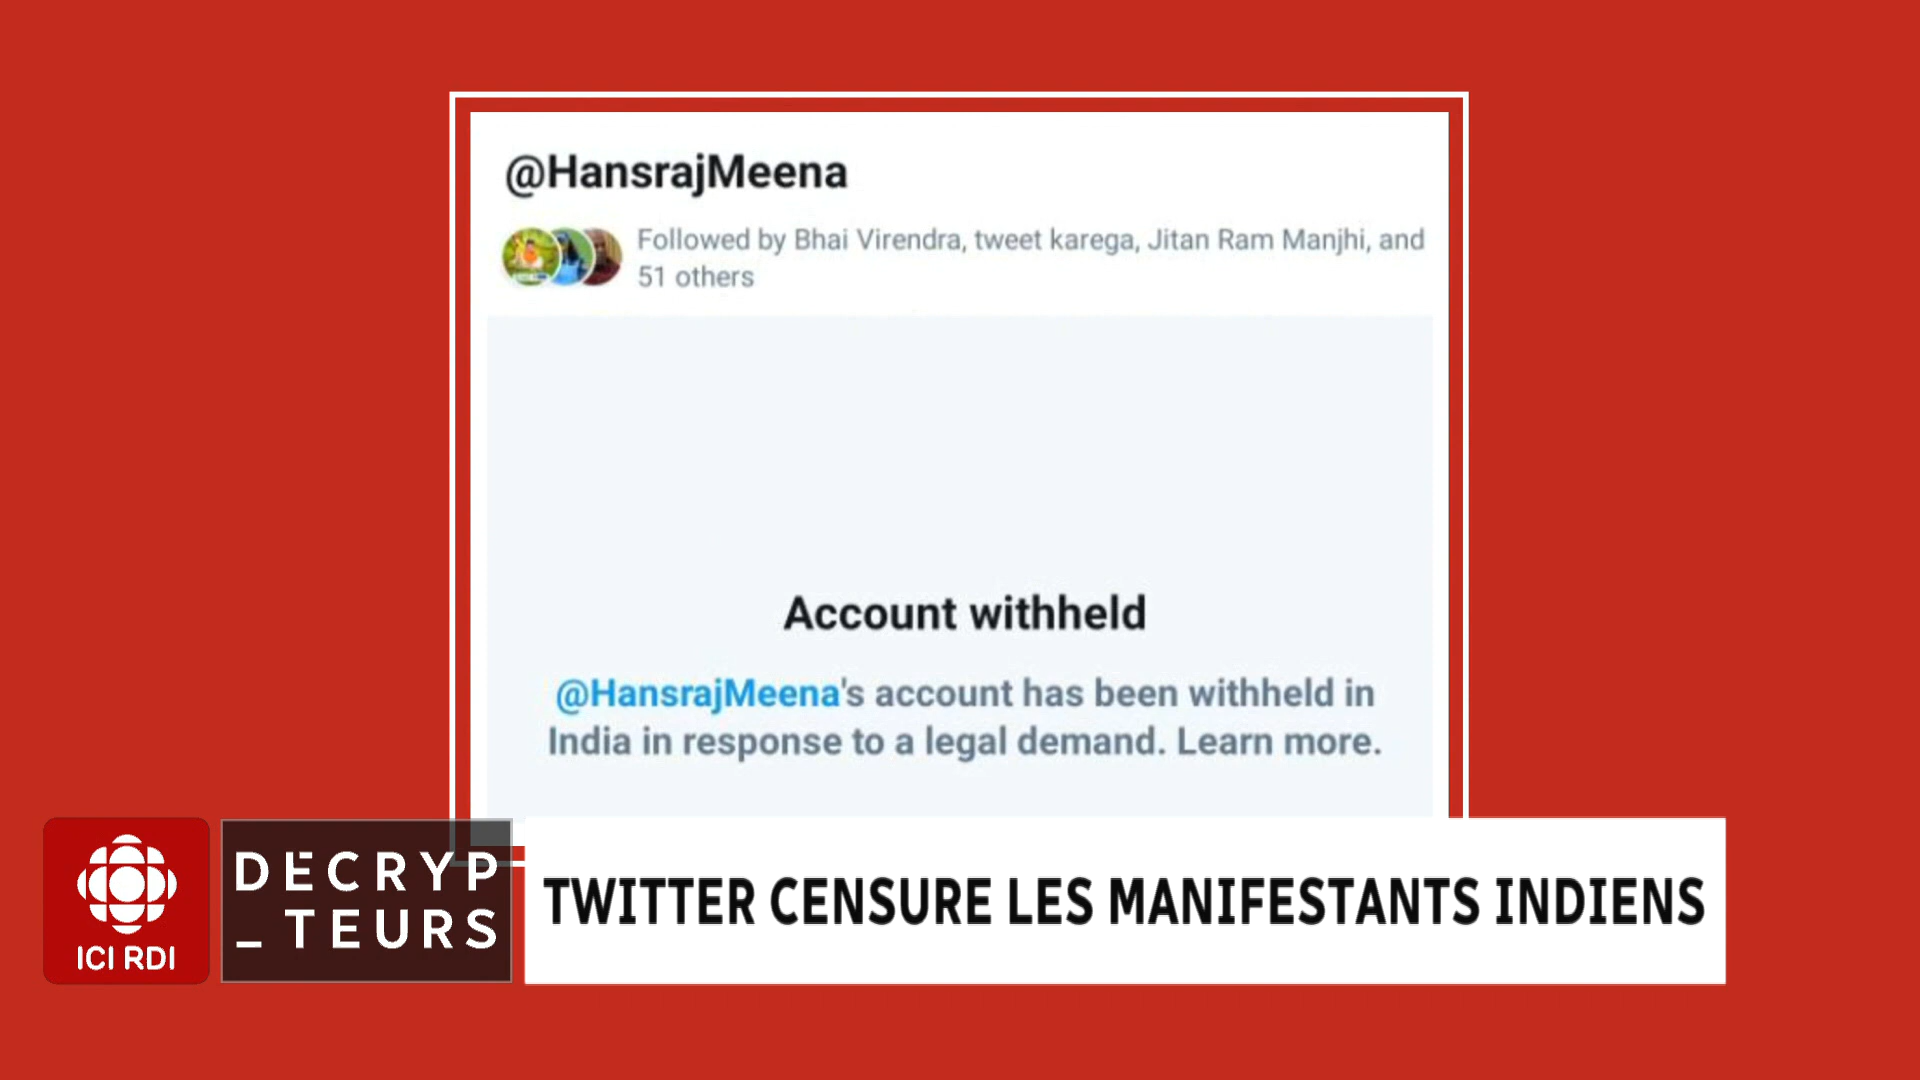 @HansrajMeena
Followed by Bhai Virendra, tweet karega, Jitan Ram Manjhi, and
51 others
Account withheld
@HansrajMeena's account has been withheld in
India in response to a legal demand. Learn more.
ICI RDI
DÉCRYP
_TEURS
TWITTER CENSURE LES MANIFESTANTS INDIENS